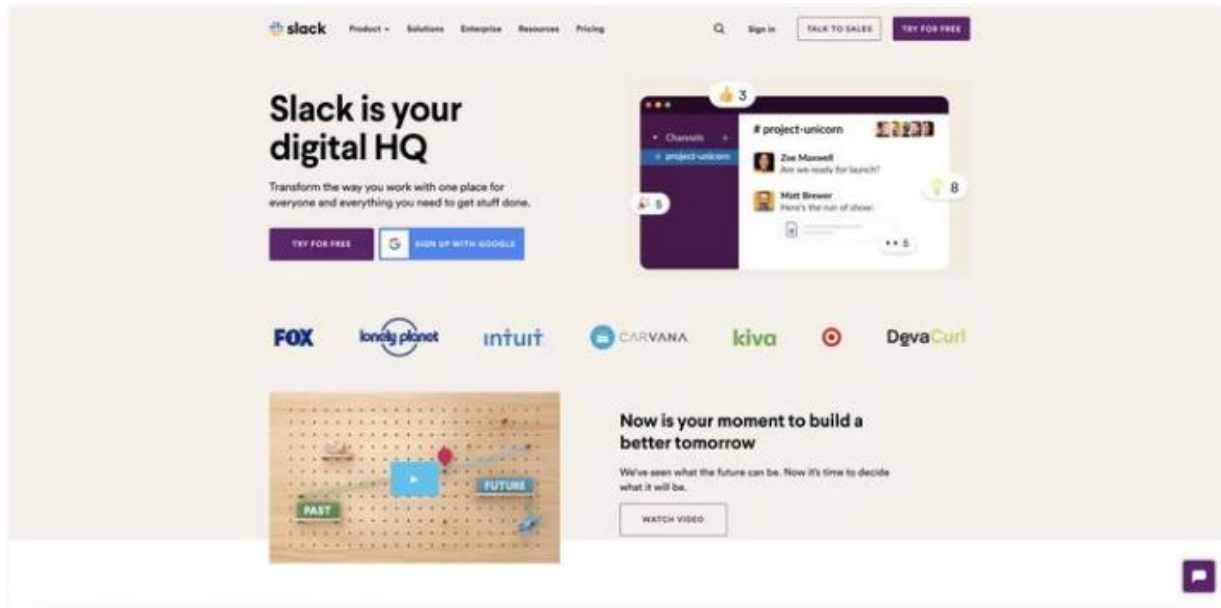 slack
Product
Solutions
Enterprise
Resources
Pricing
Sign in
TALK TO SALES
TRY FOR FREE
Slack is your
digital HQ
Transform the way you work with one place for
everyone and everything you need to get stuff done.
TRY FOR FREE
G
SIGN UP WITH GOOGLE
3
Channels +
# project-unicorn
# project-unicorn
Zoe Maxwell
Are we ready for launch?
Matt Brewer
Here's the run of show:
5
8
5
FOX
lonely planet
intuit
CARVANA
kiva
DevaCurl
PAST
FUTURE
Now is your moment to build a
better tomorrow
We've seen what the future can be. Now it's time to decide
what it will be.
WATCH VIDEO